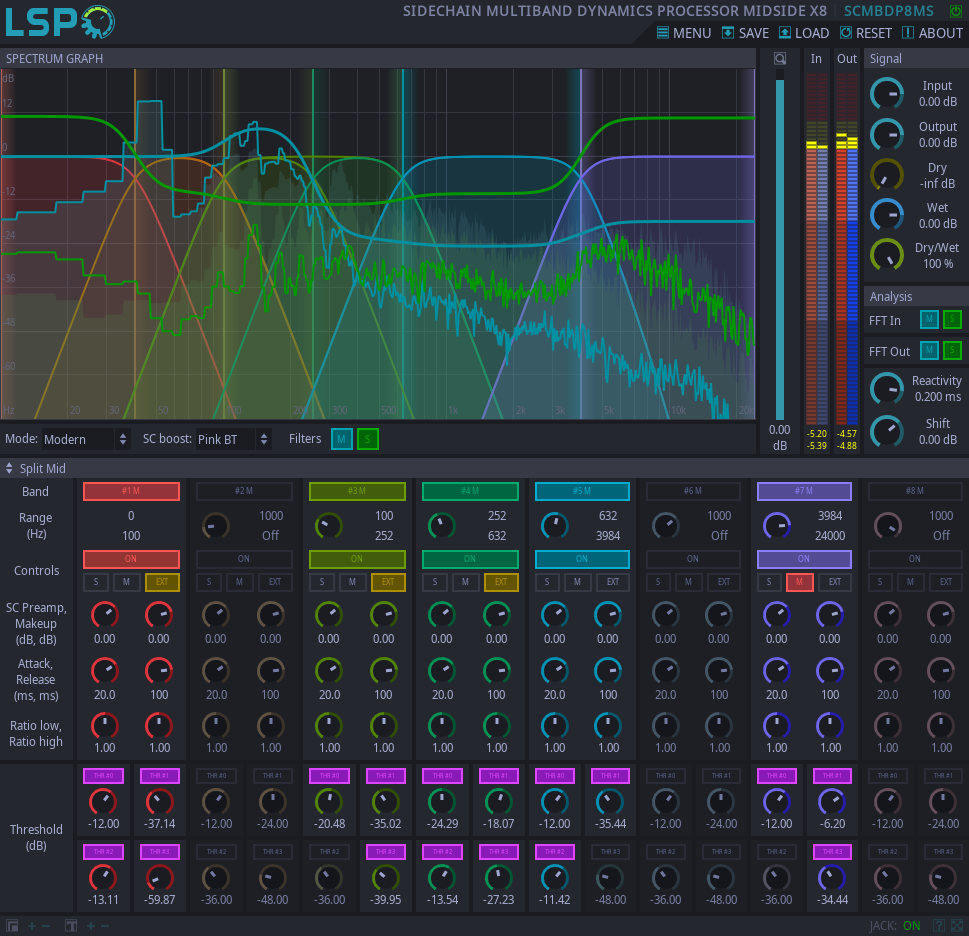 LSP SIDECHAIN MULTIBAND DYNAMICS PROCESSOR MIDSIDE X8 SCMBDP8MS
MENU SAVE LOAD RESET ABOUT
SPECTRUM GRAPH
In Out
Signal
dB
12
0
-12
-24
-36
-48
-60
Hz 20 30 50 100 200 300 500 1k 2k 3k 5k 10k 20k
0.00
dB
-5.20 -4.57
-5.39 -4.88
Input
0.00 dB
Output
0.00 dB
Dry
-inf dB
Wet
0.00 dB
Dry/Wet
100 %
Analysis
FFT In M S
FFT Out M S
Reactivity
0.200 ms
Shift
0.00 dB
Mode: Modern SC boost: Pink BT Filters M S
Split Mid
Band #1 M #2 M #3 M #4 M #5 M #6 M #7 M #8 M
Range 0 1000 100 252 632 1000 3984 1000
(Hz) 100 Off 252 632 3984 Off 24000 Off
ON ON ON ON ON ON ON ON
Controls
S M EXT S M EXT S M EXT S M EXT S M EXT S M EXT S M EXT S M EXT
SC Preamp,
Makeup
(dB, dB) 0.00 0.00 0.00 0.00 0.00 0.00 0.00 0.00 0.00 0.00 0.00 0.00 0.00 0.00 0.00 0.00
Attack,
Release
(ms, ms) 20.0 100 20.0 100 20.0 100 20.0 100 20.0 100 20.0 100 20.0 100 20.0 100
Ratio low,
Ratio high 1.00 1.00 1.00 1.00 1.00 1.00 1.00 1.00 1.00 1.00 1.00 1.00 1.00 1.00 1.00 1.00
THR #0 THR #1 THR #0 THR #1 THR #0 THR #1 THR #0 THR #1 THR #0 THR #1 THR #0 THR #1 THR #0 THR #1 THR #0 THR #1
-12.00 -37.14 -12.00 -24.00 -20.48 -35.02 -24.29 -18.07 -12.00 -35.44 -12.00 -24.00 -12.00 -6.20 -12.00 -24.00
Threshold
(dB)
THR #2 THR #3 THR #2 THR #3 THR #2 THR #3 THR #2 THR #3 THR #2 THR #3 THR #2 THR #3 THR #2 THR #3 THR #2 THR #3
-13.11 -59.87 -36.00 -48.00 -36.00 -39.95 -13.54 -27.23 -11.42 -48.00 -36.00 -48.00 -36.00 -34.44 -36.00 -48.00
JACK: ON